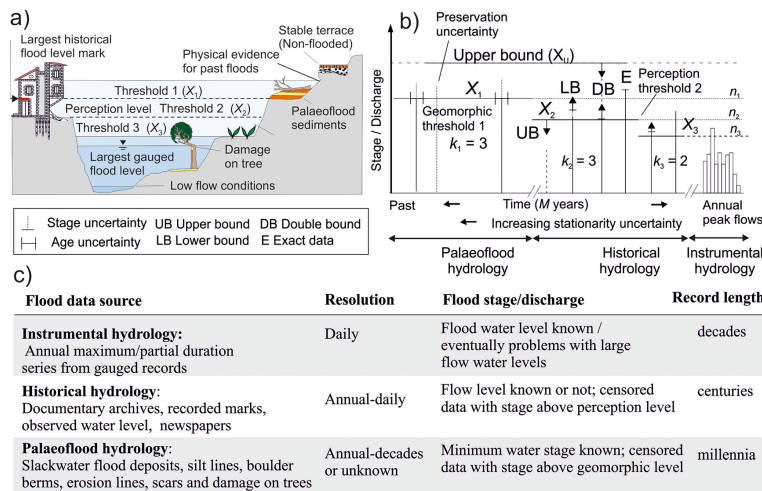 a)
Largest historical
flood level mark
Stable terrace
(Non-flooded)
Physical evidence
for past floods
Threshold 1 (X₁)
Perception level Threshold 2 (X₂)
Threshold 3 (X₃)
Palaeoflood
sediments
Largest gauged
flood level
Damage
on tree
Low flow conditions
Stage uncertainty UB Upper bound DB Double bound
Age uncertainty LB Lower bound E Exact data
b)
Preservation
uncertainty
Upper bound (X_U)
Stage / Discharge
X₁
LB
DB
E
Perception
threshold 2
n₁
Geomorphic
threshold 1
X₂
UB
n₂
X₃
n₃
k₁ = 3
k₂ = 3
k₃ = 2
Past
Time (M years)
Annual
peak flows
Increasing stationarity uncertainty
Palaeoflood
hydrology
Historical
hydrology
Instrumental
hydrology
c)
Flood data source Resolution Flood stage/discharge Record length
Instrumental hydrology:
Annual maximum/partial duration
series from gauged records
Daily
Flood water level known /
eventually problems with large
flow water levels
decades
Historical hydrology:
Documentary archives, recorded marks,
observed water level, newspapers
Annual-daily
Flow level known or not; censored
data with stage above perception level
centuries
Palaeoflood hydrology:
Slackwater flood deposits, silt lines, boulder
berms, erosion lines, scars and damage on trees
Annual-decades
or unknown
Minimum water stage known; censored
data with stage above geomorphic level
millennia